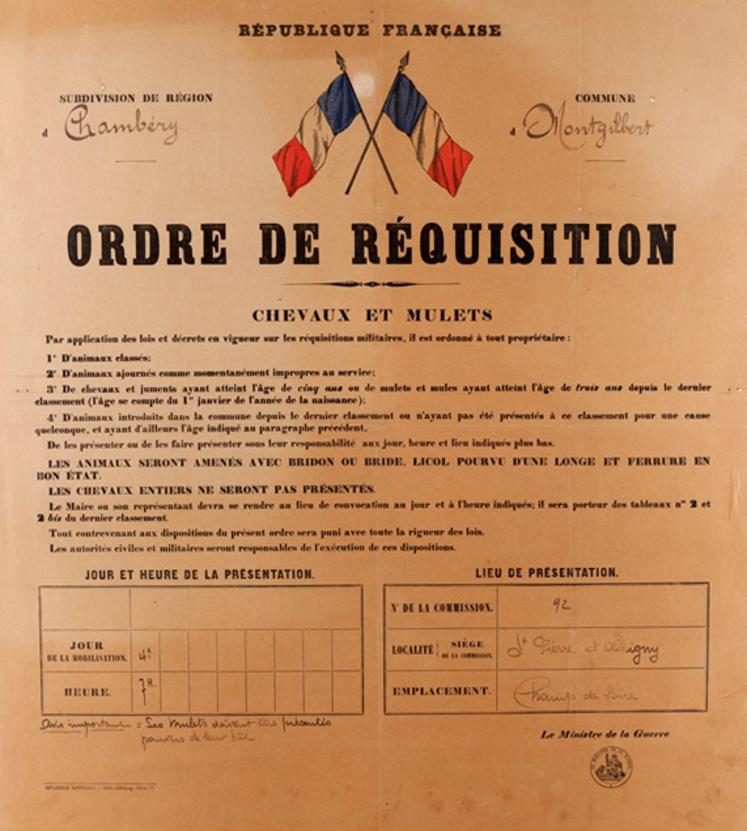 RÉPUBLIQUE FRANÇAISE
SUBDIVISION DE RÉGION
d Chambéry
COMMUNE
d Montgilbert
ORDRE DE RÉQUISITION
CHEVAUX ET MULETS
Par application des lois et décrets en vigueur sur les réquisitions militaires, il est ordonné à tout propriétaire :
1° D'animaux classés;
2° D'animaux ajournés comme momentanément impropres au service;
3° De chevaux et juments ayant atteint l'âge de cinq ans ou de mulets et mules ayant atteint l'âge de trois ans depuis le dernier
classement (l'âge se compte du 1er janvier de l'année de la naissance);
4° D'animaux introduits dans la commune depuis le dernier classement ou n'ayant pas été présentés à ce classement pour une cause
quelconque, et ayant d'ailleurs l'âge indiqué au paragraphe précédent.
De les présenter ou de les faire présenter sous leur responsabilité aux jour, heure et lieu indiqués plus bas.
LES ANIMAUX SERONT AMENÉS AVEC BRIDON OU BRIDE, LICOL POURVU D'UNE LONGE ET FERRURE EN
BON ÉTAT.
LES CHEVAUX ENTIERS NE SERONT PAS PRÉSENTÉS.
Le Maire ou son représentant devra se rendre au lieu de convocation au jour et à l'heure indiqués; il sera porteur des tableaux nos 2 et
2 bis du dernier classement.
Tout contrevenant aux dispositions du présent ordre sera puni avec toute la rigueur des lois.
Les autorités civiles et militaires seront responsables de l'exécution de ces dispositions.
JOUR ET HEURE DE LA PRÉSENTATION.
JOUR
DE LA MOBILISATION. 4e
HEURE. 7H.
LIEU DE PRÉSENTATION.
N° DE LA COMMISSION. 92
LOCALITÉ SIÈGE
DE LA COMMISSION. St Pierre d'Albigny
EMPLACEMENT. Champs de foire
Avis important = Les mulets doivent être présentés
pourvus de leur bât
Le Ministre de la Guerre
IMPRIMERIE NATIONALE.